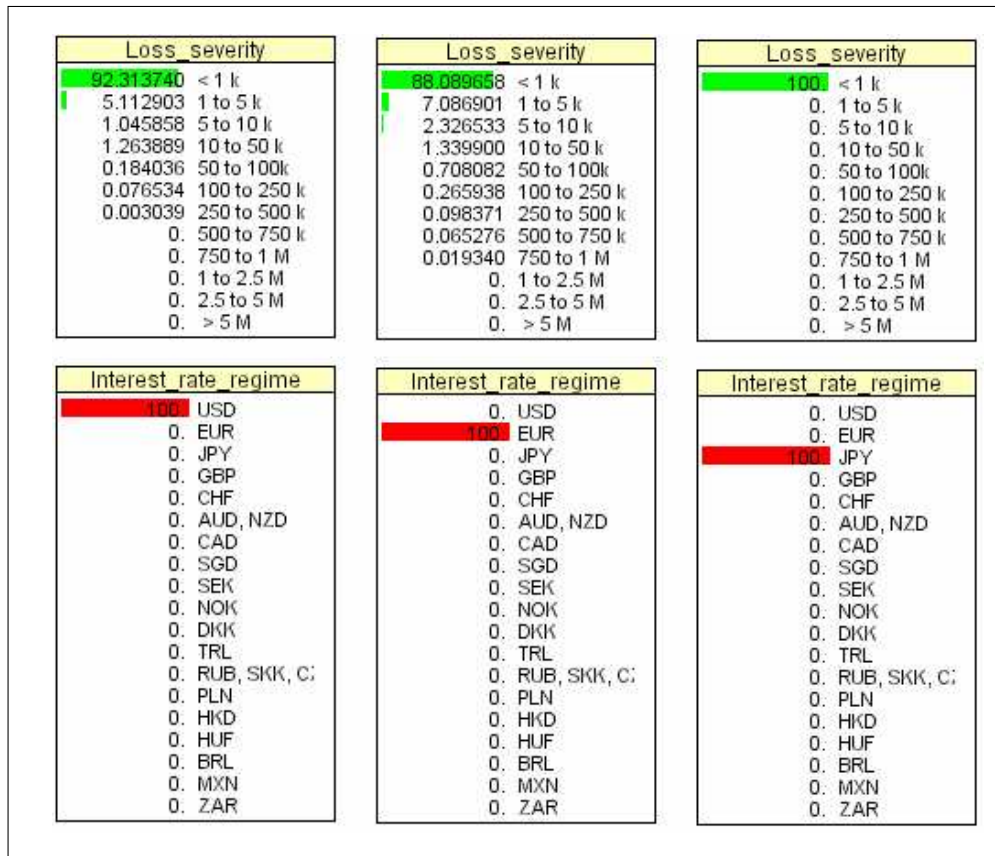 Loss_severity
92.313740 < 1 k
5.112903 1 to 5 k
1.045858 5 to 10 k
1.263889 10 to 50 k
0.184036 50 to 100k
0.076534 100 to 250 k
0.003039 250 to 500 k
0. 500 to 750 k
0. 750 to 1 M
0. 1 to 2.5 M
0. 2.5 to 5 M
0. > 5 M
Loss_severity
88.089658 < 1 k
7.086901 1 to 5 k
2.326533 5 to 10 k
1.339900 10 to 50 k
0.708082 50 to 100k
0.265938 100 to 250 k
0.098371 250 to 500 k
0.065276 500 to 750 k
0.019340 750 to 1 M
0. 1 to 2.5 M
0. 2.5 to 5 M
0. > 5 M
Loss_severity
100. < 1 k
0. 1 to 5 k
0. 5 to 10 k
0. 10 to 50 k
0. 50 to 100k
0. 100 to 250 k
0. 250 to 500 k
0. 500 to 750 k
0. 750 to 1 M
0. 1 to 2.5 M
0. 2.5 to 5 M
0. > 5 M
Interest_rate_regime
100. USD
0. EUR
0. JPY
0. GBP
0. CHF
0. AUD, NZD
0. CAD
0. SGD
0. SEK
0. NOK
0. DKK
0. TRL
0. RUB, SKK,
0. PLN
0. HKD
0. HUF
0. BRL
0. MXN
0. ZAR
Interest_rate_regime
0. USD
100. EUR
0. JPY
0. GBP
0. CHF
0. AUD, NZD
0. CAD
0. SGD
0. SEK
0. NOK
0. DKK
0. TRL
0. RUB, SKK,
0. PLN
0. HKD
0. HUF
0. BRL
0. MXN
0. ZAR
Interest_rate_regime
0. USD
0. EUR
100. JPY
0. GBP
0. CHF
0. AUD, NZD
0. CAD
0. SGD
0. SEK
0. NOK
0. DKK
0. TRL
0. RUB, SKK,
0. PLN
0. HKD
0. HUF
0. BRL
0. MXN
0. ZAR